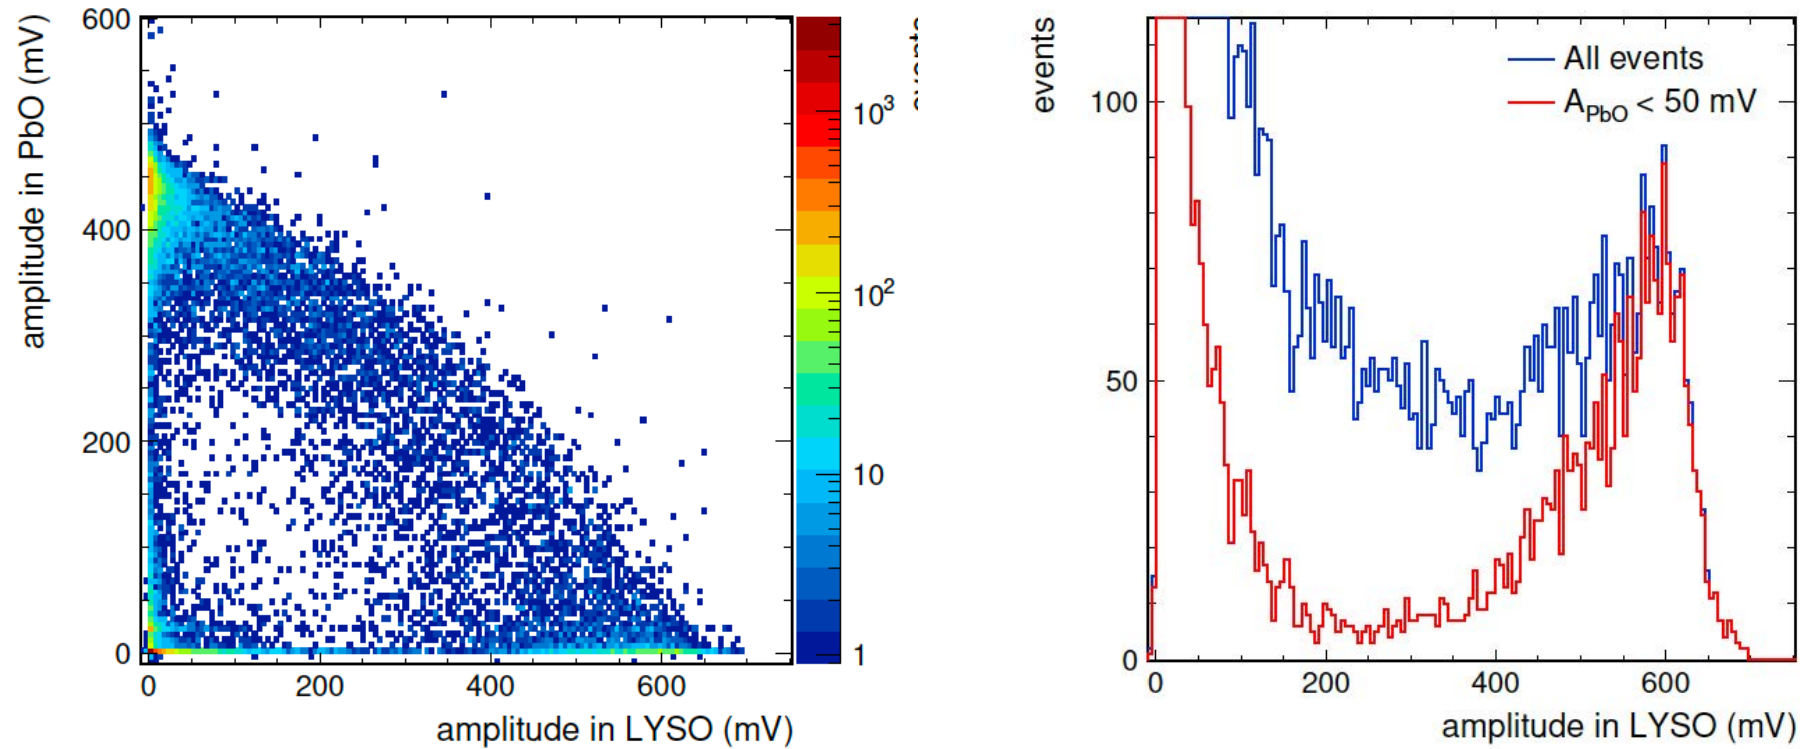 600
400
200
0
amplitude in PbO (mV)
0 200 400 600
amplitude in LYSO (mV)
10³
10²
10
1
events
events
100
50
0
All events
A_PbO < 50 mV
0 200 400 600
amplitude in LYSO (mV)